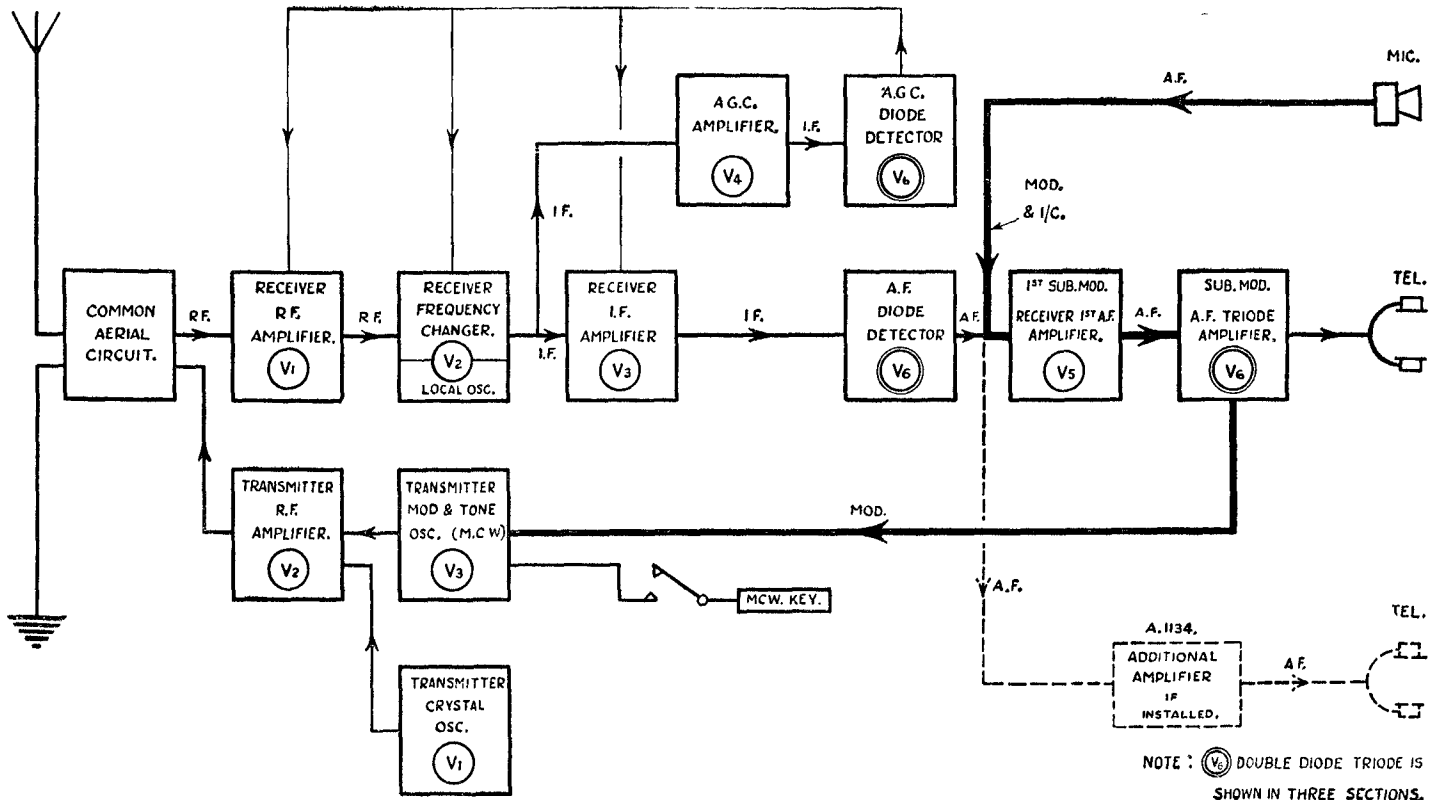 MIC.
A.F.
A.G.C.
AMPLIFIER.
V4
I.F.
A.G.C.
DIODE
DETECTOR
V6
MOD.
& I/C.
I F.
COMMON
AERIAL
CIRCUIT.
R F.
RECEIVER
R F.
AMPLIFIER.
V1
R F.
RECEIVER
FREQUENCY
CHANGER.
V2
LOCAL OSC.
I.F.
RECEIVER
I.F.
AMPLIFIER
V3
I F.
A.F.
DIODE
DETECTOR
V6
A F.
1ST SUB.MOD.
RECEIVER 1ST A.F.
AMPLIFIER.
V5
A.F.
SUB. MOD.
A.F. TRIODE
AMPLIFIER.
V6
TEL.
TRANSMITTER
R.F.
AMPLIFIER.
V2
TRANSMITTER
MOD & TONE
OSC. (M.C W)
V3
MOD.
MCW. KEY.
A.F.
TRANSMITTER
CRYSTAL
OSC.
V1
A.1134.
ADDITIONAL
AMPLIFIER
IF
INSTALLED.
A F.
TEL.
NOTE: V6 DOUBLE DIODE TRIODE IS
SHOWN IN THREE SECTIONS.